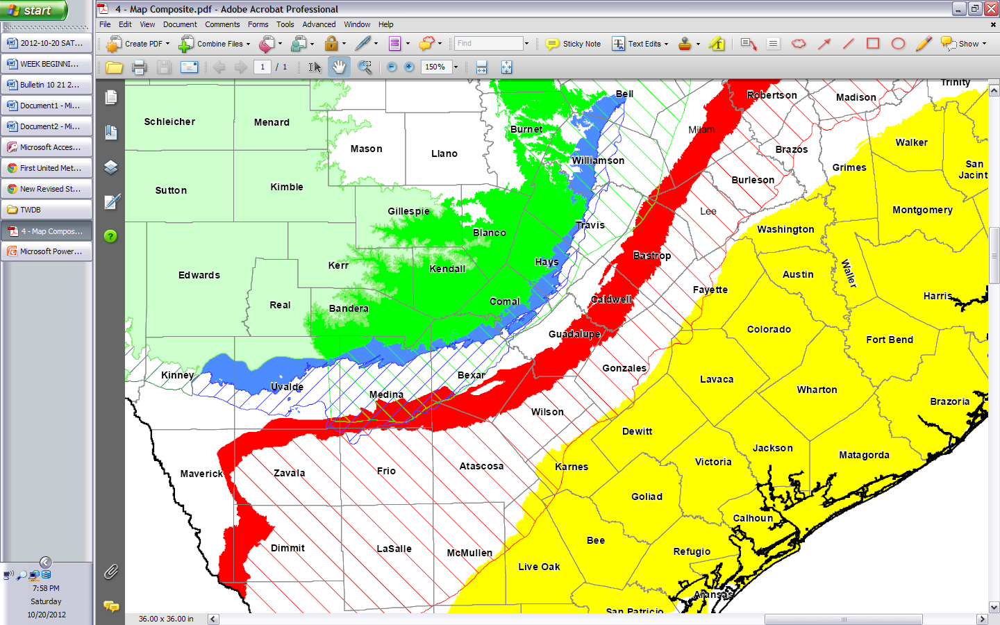 start
4 - Map Composite.pdf - Adobe Acrobat Professional
File Edit View Document Comments Forms Tools Advanced Window Help
Create PDF Combine Files Find Sticky Note Text Edits Show
1 / 1 150%
2012-10-20 SAT...
WEEK BEGINNI...
Bulletin 10 21 2...
Document1 - Mi...
Document2 - Mi...
Microsoft Acces...
First United Met...
New Revised St...
TWDB
4 - Map Compos...
Microsoft Power...
7:58 PM
Saturday
10/20/2012
Trinity
Bell
Robertson
Madison
Schleicher
Menard
Burnet
Milam
Mason
Llano
Brazos
Walker
Williamson
Grimes
San
Jacint
Sutton
Kimble
Burleson
Gillespie
Lee
Montgomery
Blanco
Travis
Washington
Bastrop
Kerr
Kendall
Hays
Edwards
Austin
Waller
Real
Bandera
Comal
Caldwell
Fayette
Harris
Guadalupe
Colorado
Fort Bend
Kinney
Uvalde
Bexar
Gonzales
Lavaca
Medina
Wharton
Brazoria
Wilson
Dewitt
Jackson
Matagorda
Maverick
Zavala
Frio
Atascosa
Karnes
Victoria
Goliad
Calhoun
Dimmit
LaSalle
McMullen
Bee
Refugio
Live Oak
Aransas
San Patricio
36.00 x 36.00 in